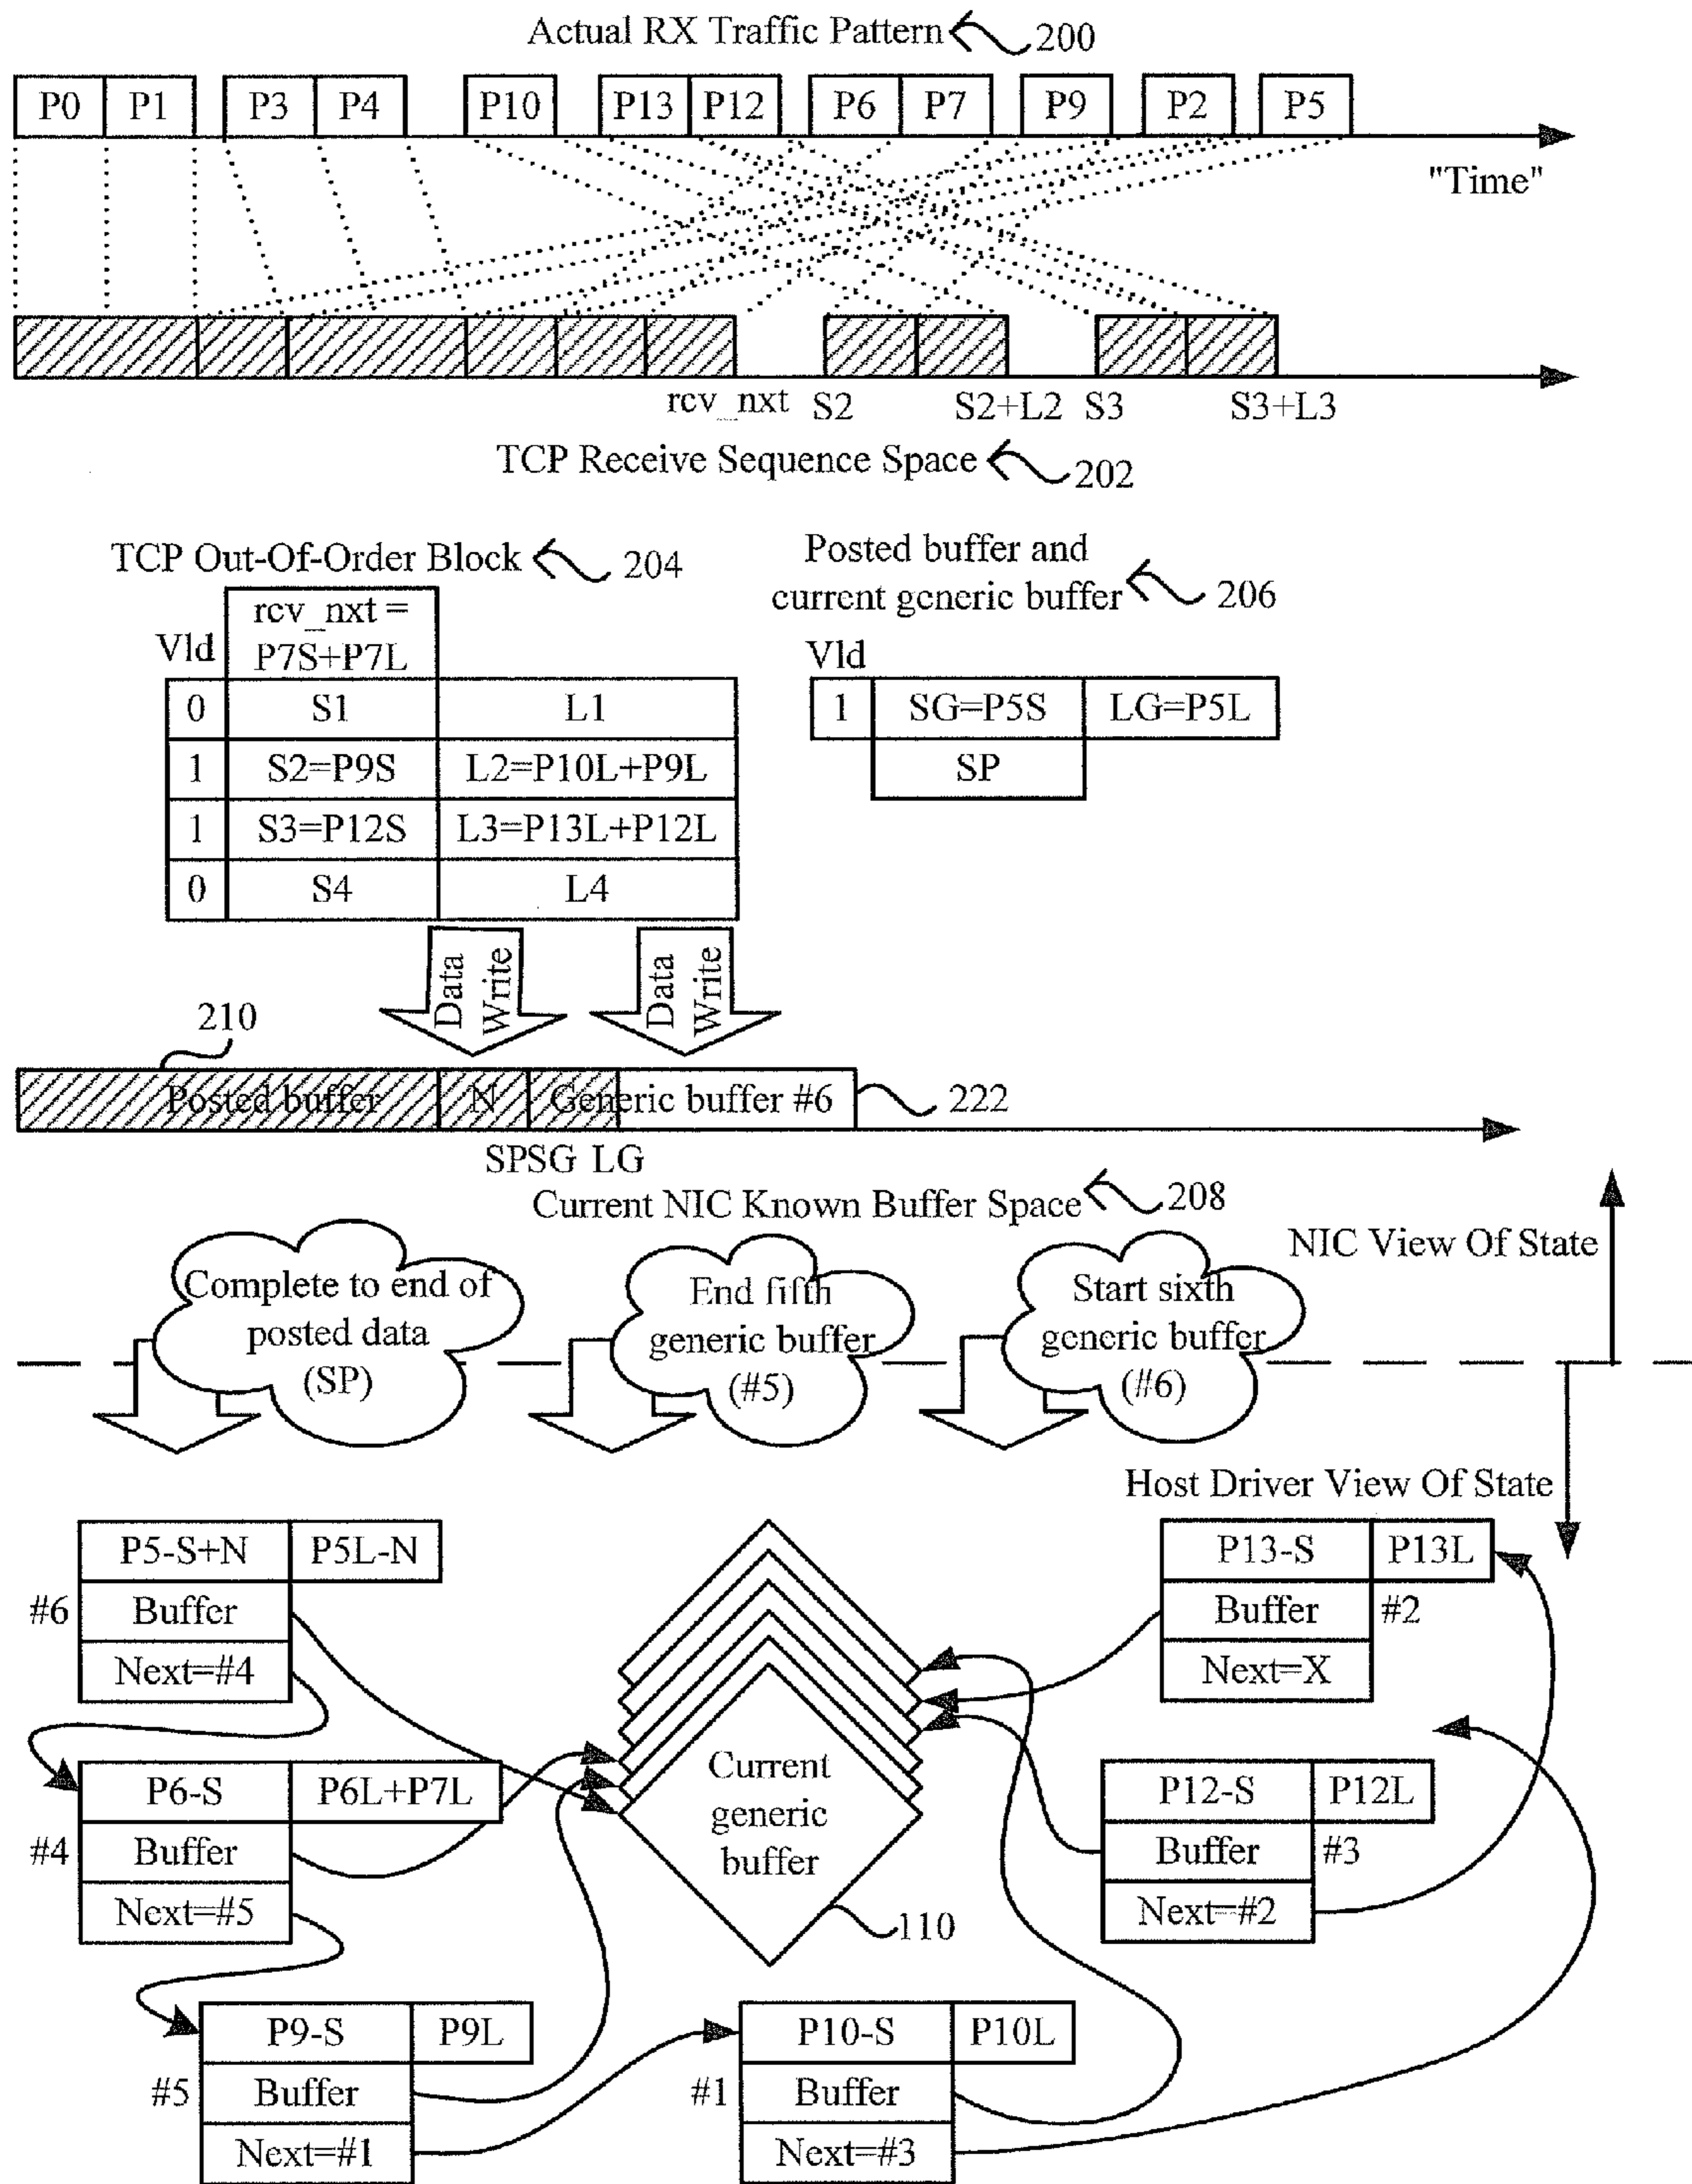 Actual RX Traffic Pattern 200
P0 P1 P3 P4 P10 P13 P12 P6 P7 P9 P2 P5
"Time"
rcv_nxt S2 S2+L2 S3 S3+L3
TCP Receive Sequence Space 202
TCP Out-Of-Order Block 204
Posted buffer and
current generic buffer 206
Vld
rcv_nxt =
P7S+P7L
0 S1 L1
1 S2=P9S L2=P10L+P9L
1 S3=P12S L3=P13L+P12L
0 S4 L4
Vld
1 SG=P5S LG=P5L
SP
Data
Write
Data
Write
210
Posted buffer N Generic buffer #6 222
SPSG LG
Current NIC Known Buffer Space 208
NIC View Of State
Complete to end of
posted data
(SP)
End fifth
generic buffer
(#5)
Start sixth
generic buffer
(#6)
Host Driver View Of State
P5-S+N P5L-N
#6 Buffer
Next=#4
P13-S P13L
Buffer #2
Next=X
P6-S P6L+P7L
#4 Buffer
Next=#5
Current
generic
buffer
110
P12-S P12L
Buffer #3
Next=#2
P9-S P9L
#5 Buffer
Next=#1
P10-S P10L
#1 Buffer
Next=#3